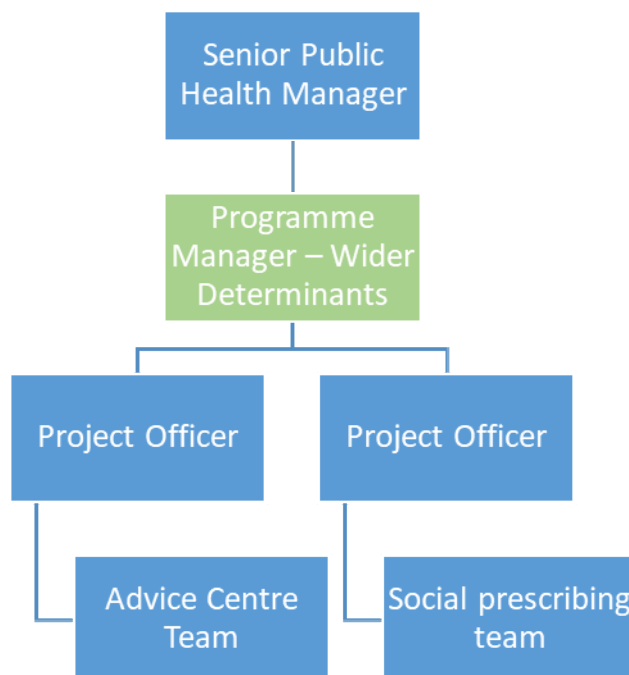 Senior Public
Health Manager
Programme
Manager – Wider
Determinants
Project Officer
Project Officer
Advice Centre
Team
Social prescribing
team